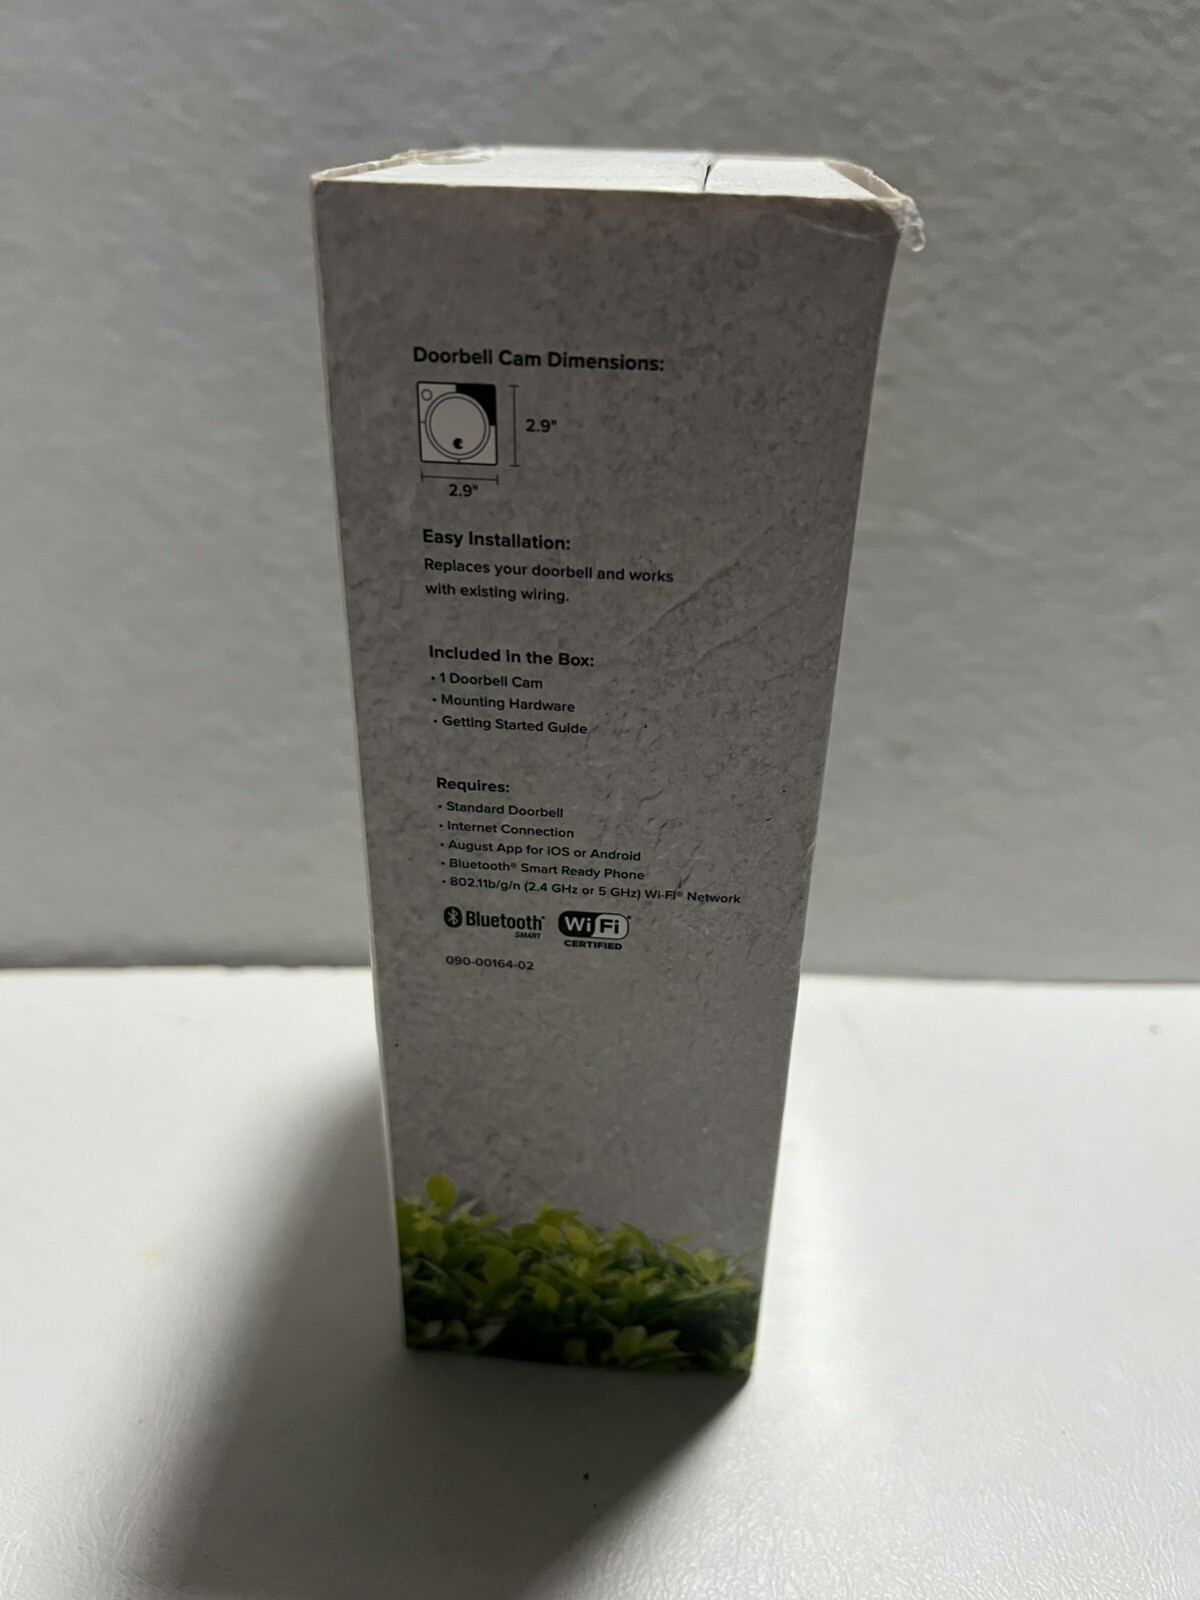 Doorbell Cam Dimensions:
2.9"
2.9"
Easy Installation:
Replaces your doorbell and works
with existing wiring.
Included in the Box:
• 1 Doorbell Cam
• Mounting Hardware
• Getting Started Guide
Requires:
• Standard Doorbell
• Internet Connection
• August App for iOS or Android
• Bluetooth® Smart Ready Phone
• 802.11b/g/n (2.4 GHz or 5 GHz) Wi-Fi® Network
Bluetooth® Wi Fi®
SMART CERTIFIED
090-00164-02